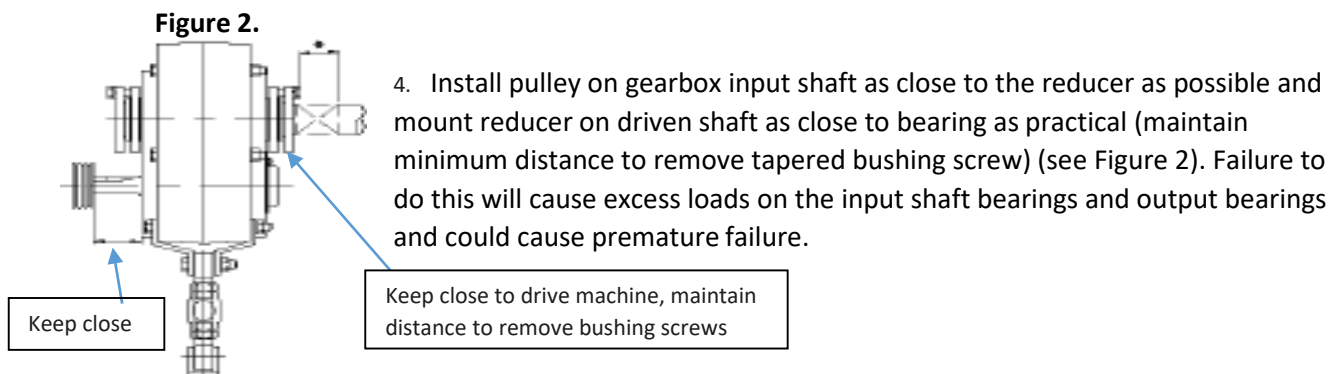 Figure 2.
4. Install pulley on gearbox input shaft as close to the reducer as possible and
mount reducer on driven shaft as close to bearing as practical (maintain
minimum distance to remove tapered bushing screw) (see Figure 2). Failure to
do this will cause excess loads on the input shaft bearings and output bearings
and could cause premature failure.
Keep close to drive machine, maintain
distance to remove bushing screws
Keep close